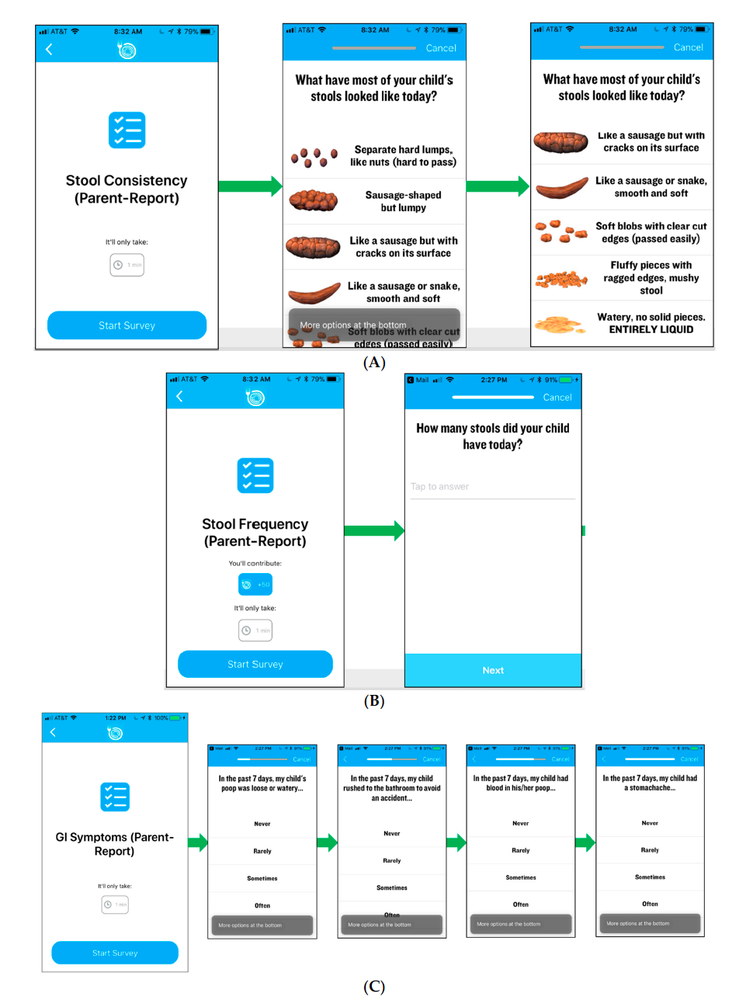 AT&T 8:32 AM 79%
AT&T 8:32 AM 79%
Cancel
AT&T 8:32 AM 79%
Cancel
Stool Consistency
(Parent-Report)
It'll only take:
1 min
Start Survey
What have most of your child's
stools looked like today?
Separate hard lumps,
like nuts (hard to pass)
Sausage-shaped
but lumpy
Like a sausage but with
cracks on its surface
Like a sausage or snake,
smooth and soft
More options at the bottom
Soft blobs with clear cut
edges (passed easily)
What have most of your child's
stools looked like today?
Like a sausage but with
cracks on its surface
Like a sausage or snake,
smooth and soft
Soft blobs with clear cut
edges (passed easily)
Fluffy pieces with
ragged edges, mushy
stool
Watery, no solid pieces.
ENTIRELY LIQUID
(A)
AT&T 8:32 AM 79%
Stool Frequency
(Parent-Report)
You'll contribute:
+50
It'll only take:
1 min
Start Survey
Mail 2:27 PM 91%
Cancel
How many stools did your child
have today?
Tap to answer
Next
(B)
AT&T 1:22 PM 100%
GI Symptoms (Parent-
Report)
It'll only take:
1 min
Start Survey
Mail 2:27 PM 91%
Cancel
In the past 7 days, my child's
poop was loose or watery...
Never
Rarely
Sometimes
Often
More options at the bottom
Mail 2:27 PM 91%
Cancel
In the past 7 days, my child
rushed to the bathroom to avoid
an accident...
Never
Rarely
Sometimes
Often
More options at the bottom
Mail 2:27 PM 91%
Cancel
In the past 7 days, my child had
blood in his/her poop...
Never
Rarely
Sometimes
Often
More options at the bottom
Mail 2:27 PM 91%
Cancel
In the past 7 days, my child had
a stomachache...
Never
Rarely
Sometimes
Often
More options at the bottom
(C)